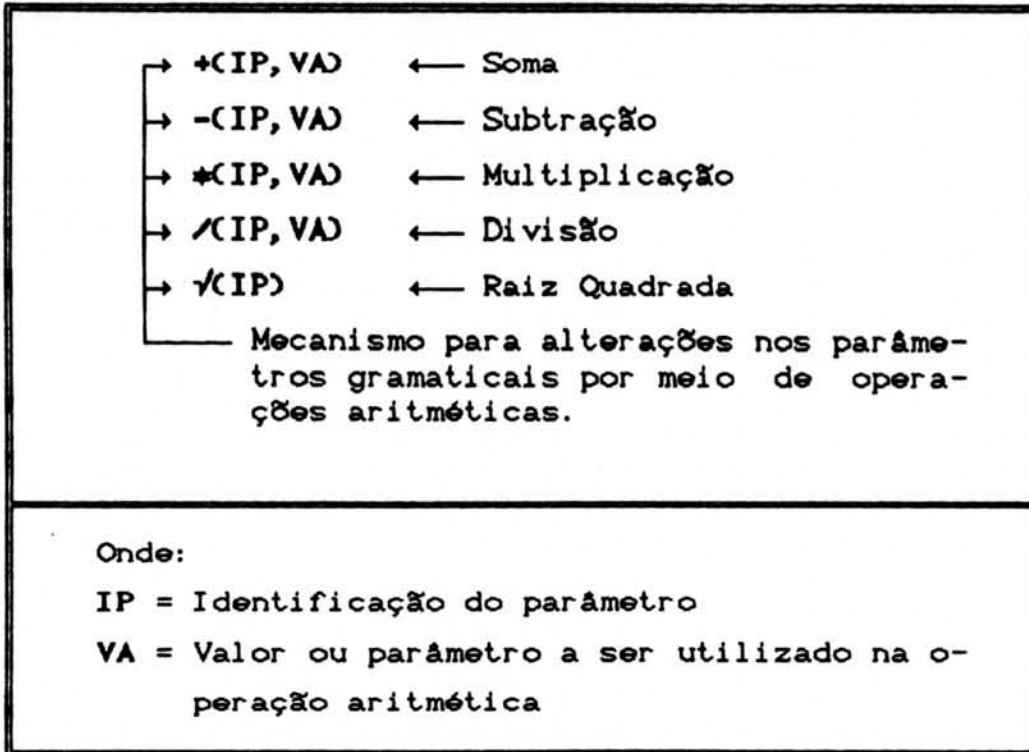 +(IP,VA) ← Soma
-(IP,VA) ← Subtração
*(IP,VA) ← Multiplicação
/(IP,VA) ← Divisão
√(IP) ← Raiz Quadrada
Mecanismo para alterações nos parâme-
tros gramaticais por meio de opera-
ções aritméticas.
Onde:
IP = Identificação do parâmetro
VA = Valor ou parâmetro a ser utilizado na o-
peração aritmética